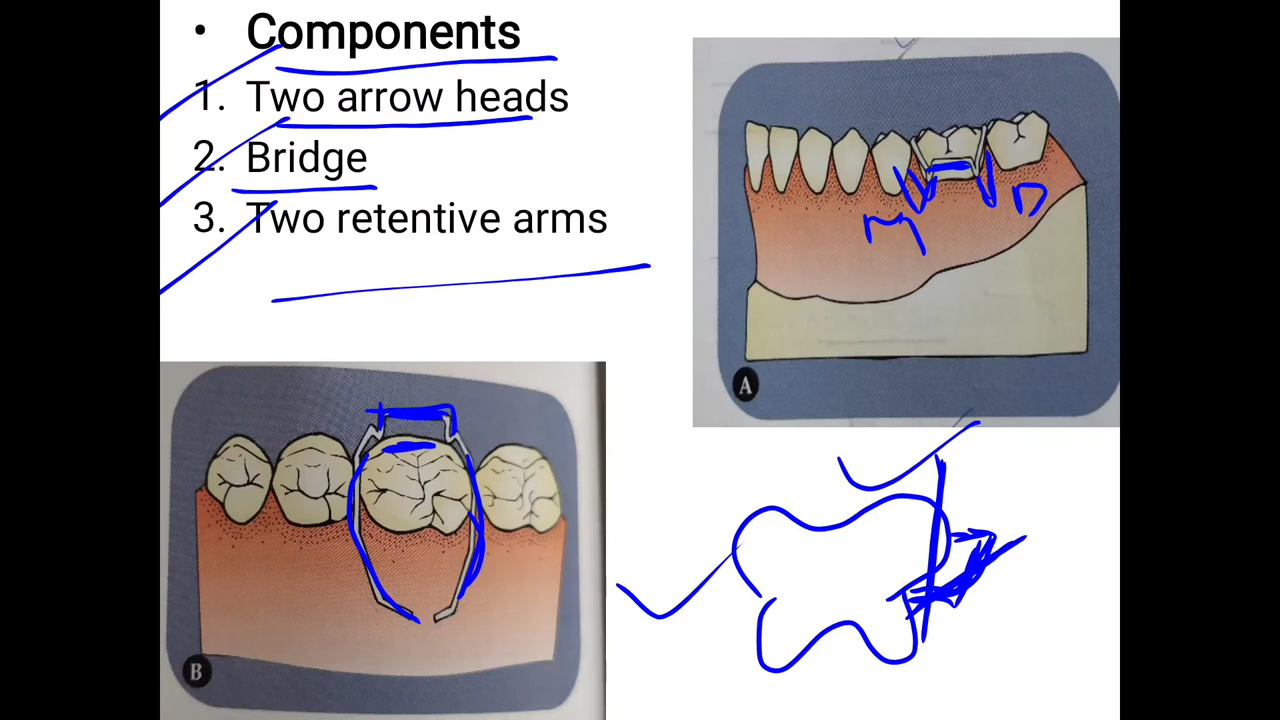 • Components
1. Two arrow heads
2. Bridge
3. Two retentive arms
M
D
A
B